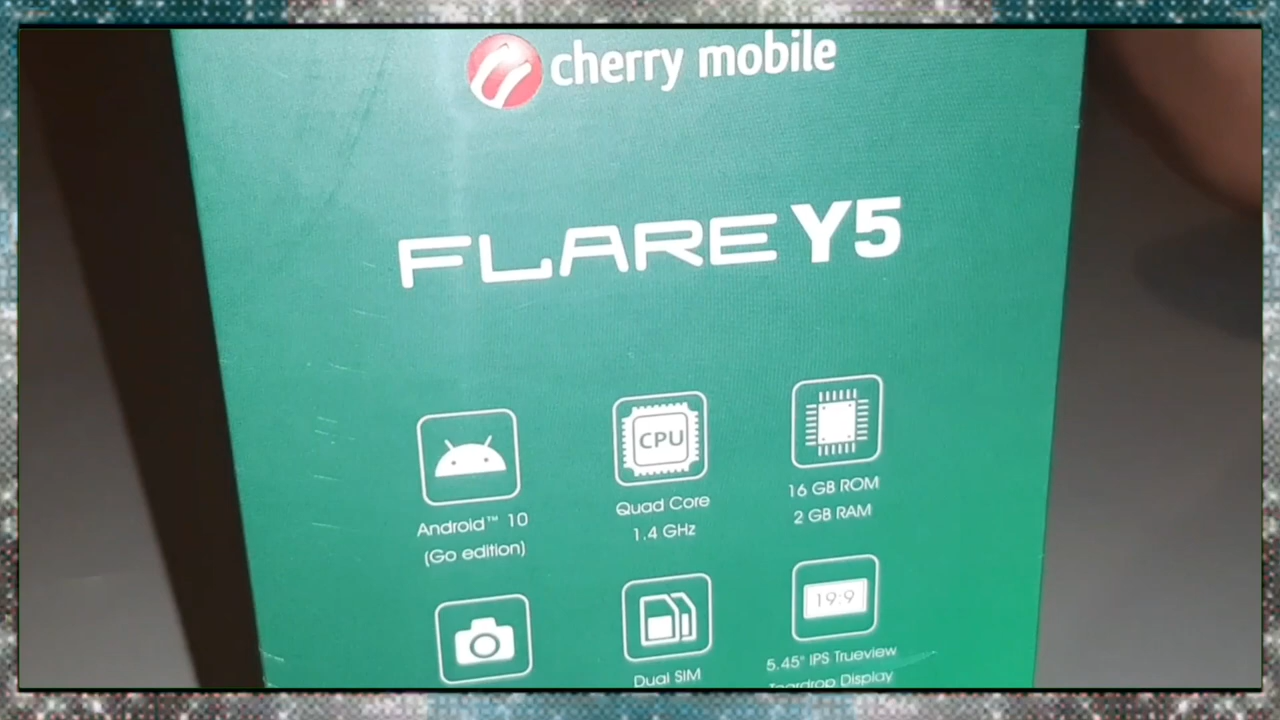 cherry mobile
FLARE Y5
Android™ 10
(Go edition)
CPU
Quad Core
1.4 GHz
16 GB ROM
2 GB RAM
Dual SIM
19:9
5.45" IPS Trueview
Teardrop Display